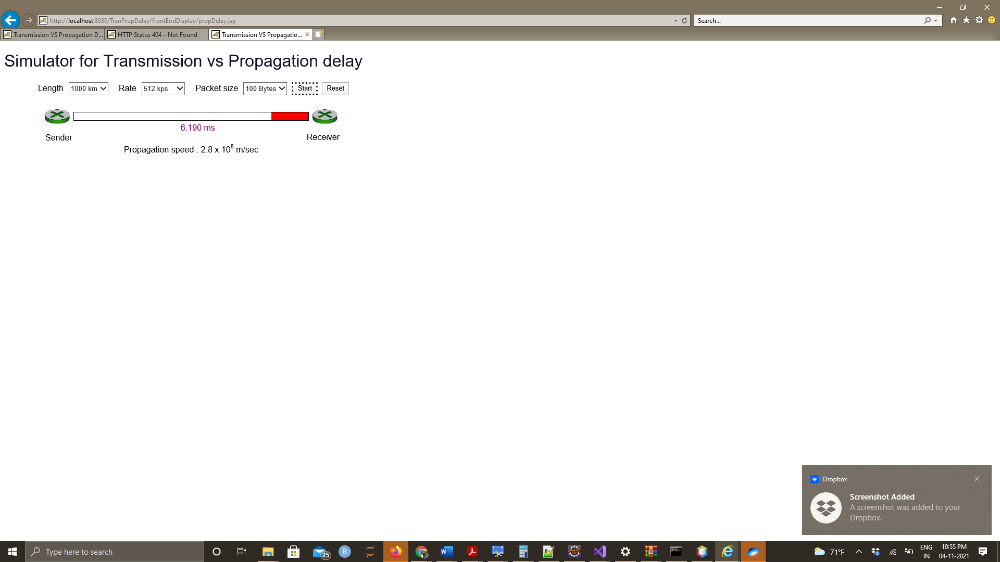 http://localhost:8080/TranPropDelay/frontEndDisplay/propDelay.jsp
Search...
Transmission VS Propagation D...
HTTP Status 404 – Not Found
Transmission VS Propagatio...
Simulator for Transmission vs Propagation delay
Length 1000 km Rate 512 kps Packet size 100 Bytes Start Reset
6.190 ms
Sender
Receiver
Propagation speed : 2.8 x 10⁸ m/sec
Dropbox
Screenshot Added
A screenshot was added to your
Dropbox.
Type here to search
25
R
71°F
ENG
IN
10:55 PM
04-11-2021